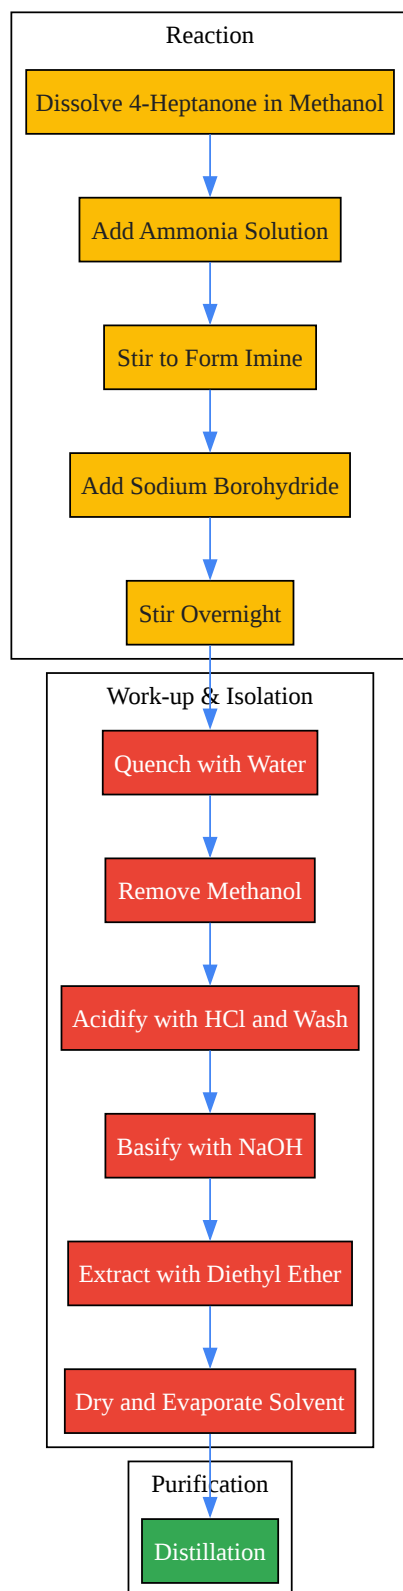 Reaction
Dissolve 4-Heptanone in Methanol
Add Ammonia Solution
Stir to Form Imine
Add Sodium Borohydride
Stir Overnight
Work-up & Isolation
Quench with Water
Remove Methanol
Acidify with HCl and Wash
Basify with NaOH
Extract with Diethyl Ether
Dry and Evaporate Solvent
Purification
Distillation